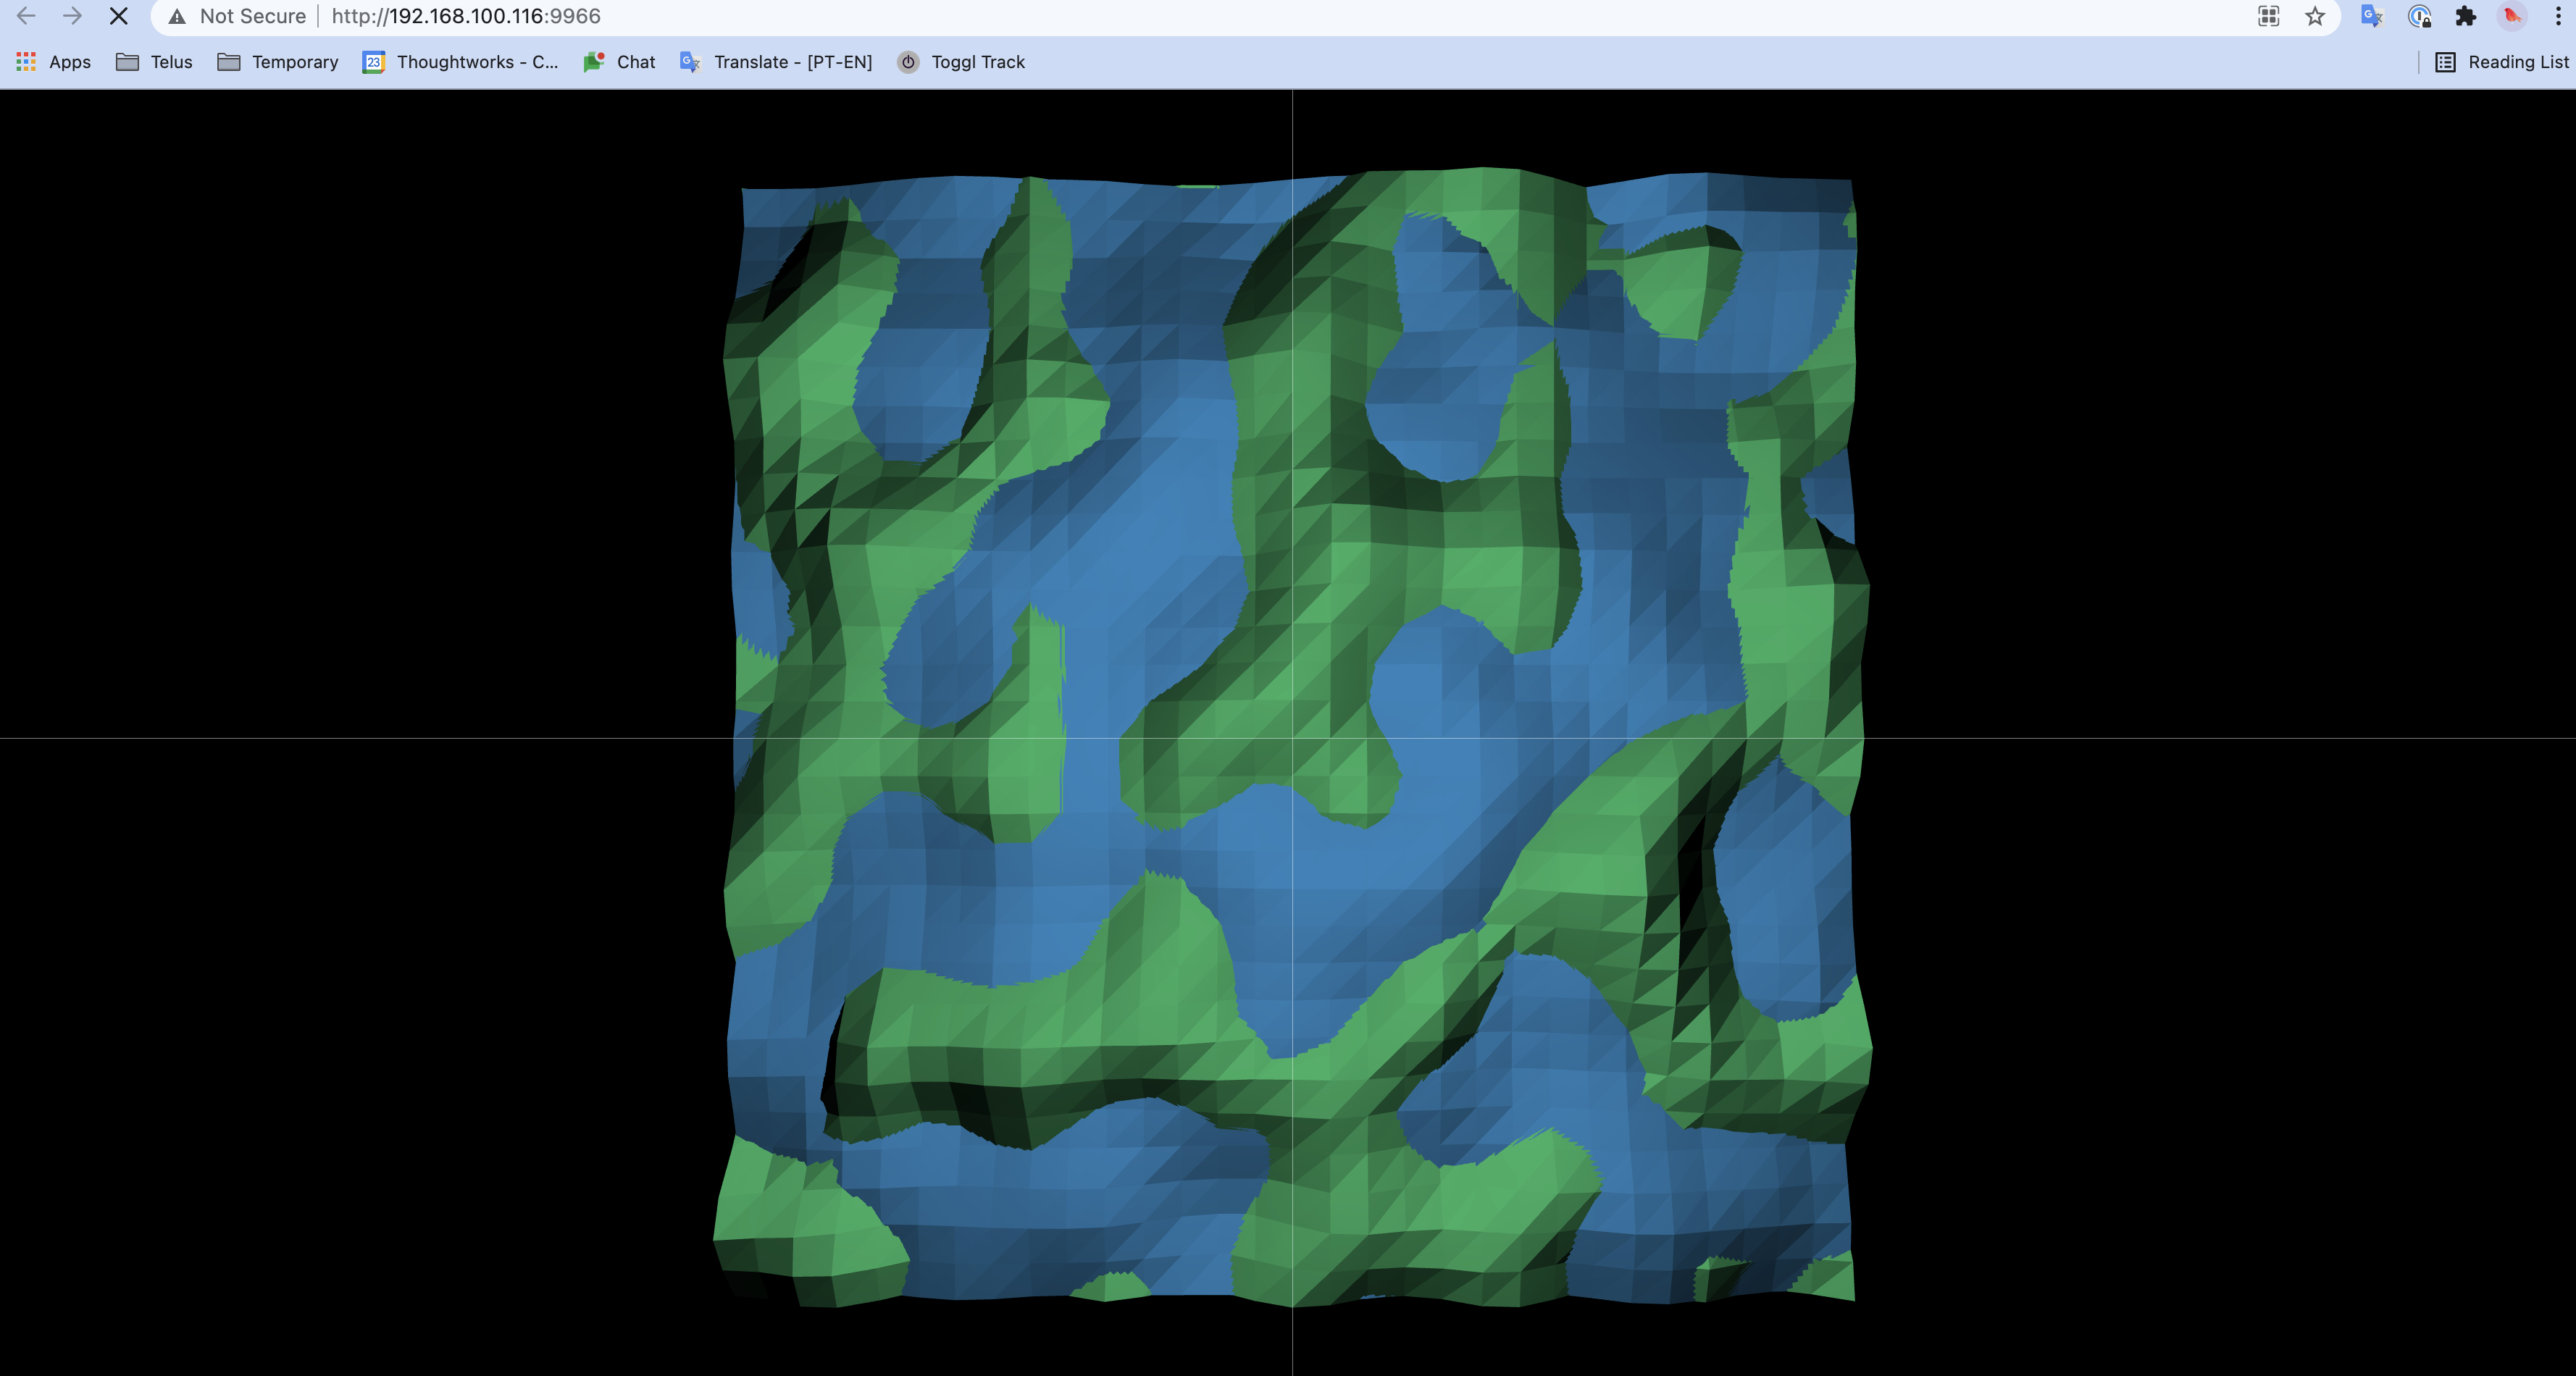 Not Secure http://192.168.100.116:9966
Apps Telus Temporary 23 Thoughtworks - C... Chat Translate - [PT-EN] Toggl Track Reading List